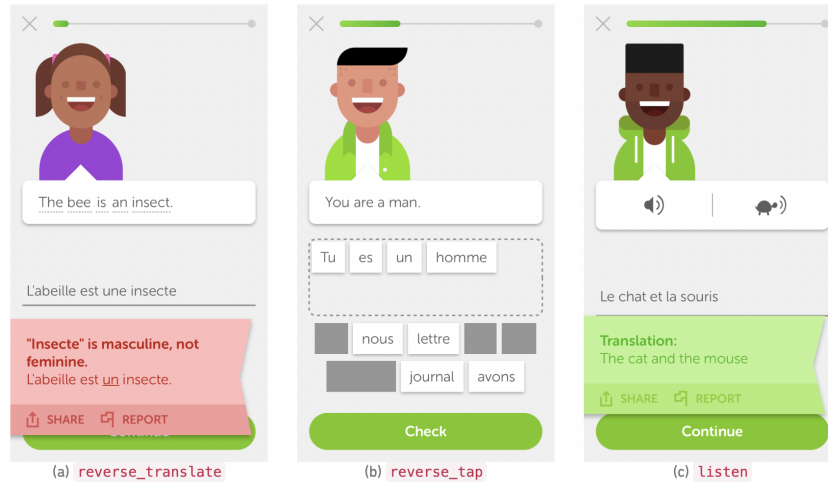 The bee is an insect.
L'abeille est une insecte
"Insecte" is masculine, not
feminine.
L'abeille est un insecte.
SHARE REPORT
Continue
(a) reverse_translate
You are a man.
Tu es un homme
nous lettre
journal avons
Check
(b) reverse_tap
Le chat et la souris
Translation:
The cat and the mouse
SHARE REPORT
Continue
(c) listen